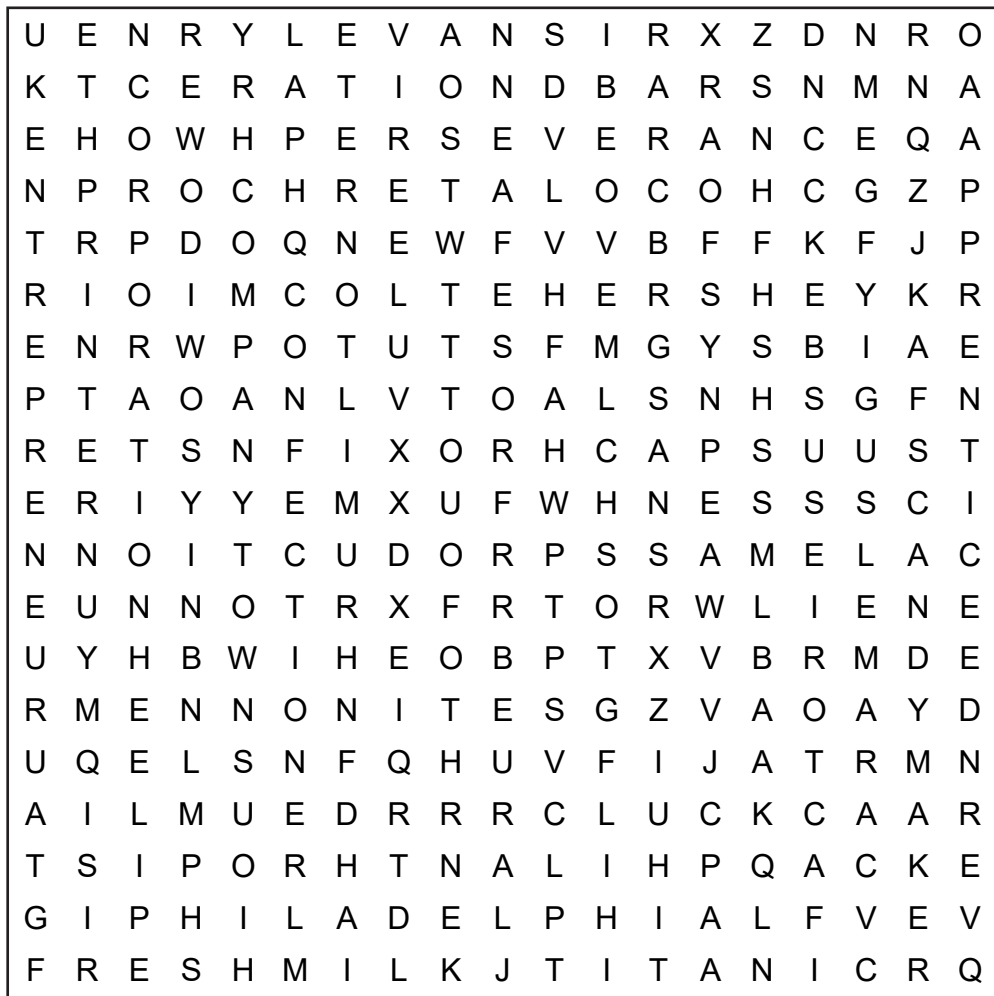 U E N R Y L E V A N S I R X Z D N R O
K T C E R A T I O N D B A R S N M N A
E H O W H P E R S E V E R A N C E Q A
N P R O C H R E T A L O C O H C G Z P
T R P D O Q N E W F V V B F F K F J P
R I O I M C O L T E H E R S H E Y K R
E N R W P O T U T S F M G Y S B I A E
P T A O A N L V T O A L S N H S G F N
R E T S N F I X O R H C A P S U U S T
E R I Y Y E M X U F W H N E S S S C I
N N O I T C U D O R P S S A M E L A C
E U N N O T R X F R T O R W L I E N E
U Y H B W I H E O B P T X V B R M D E
R M E N N O N I T E S G Z V A O A Y D
U Q E L S N F Q H U V F I J A T R M N
A I L M U E D R R R C L U C K C A A R
T S I P O R H T N A L I H P Q A C K E
G I P H I L A D E L P H I A L F V E V
F R E S H M I L K J T I T A N I C R Q